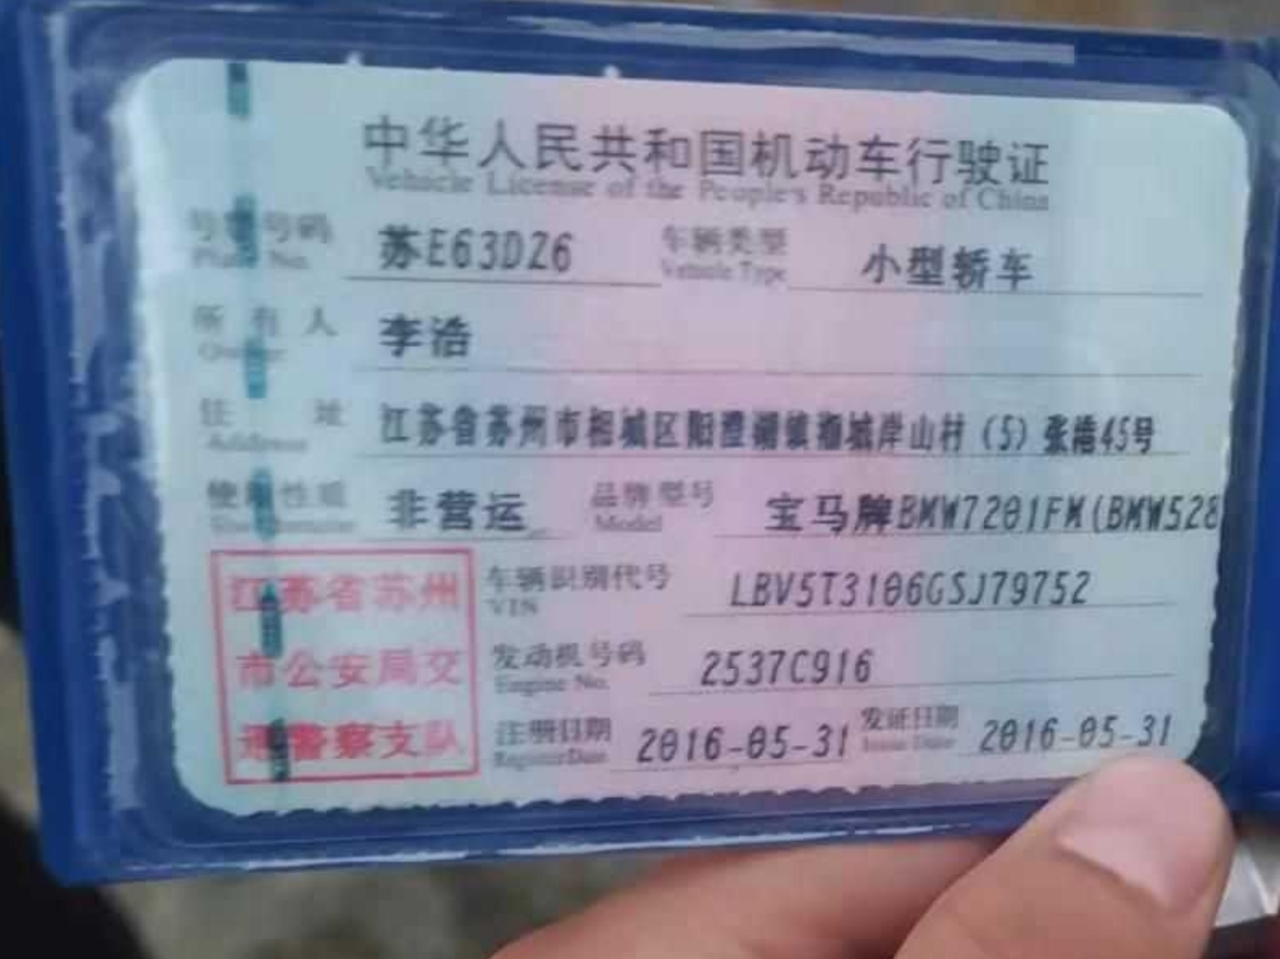 中华人民共和国机动车行驶证
Vehicle License of the People's Republic of China
号牌号码 苏E63D26 车辆类型 小型轿车
Plate No. Vehicle Type
所有人 李浩
Owner
住址 江苏省苏州市相城区阳澄湖镇湘城岸山村(5)张港45号
Address
使用性质 非营运 品牌型号 宝马牌BMW7201FM(BMW528
Model
江苏省苏州 车辆识别代号 LBV5T3106GSJ79752
VIN
市公安局交 发动机号码 2537C916
Engine No.
通警察支队 注册日期 2016-05-31 发证日期 2016-05-31
Register Date Issue Date